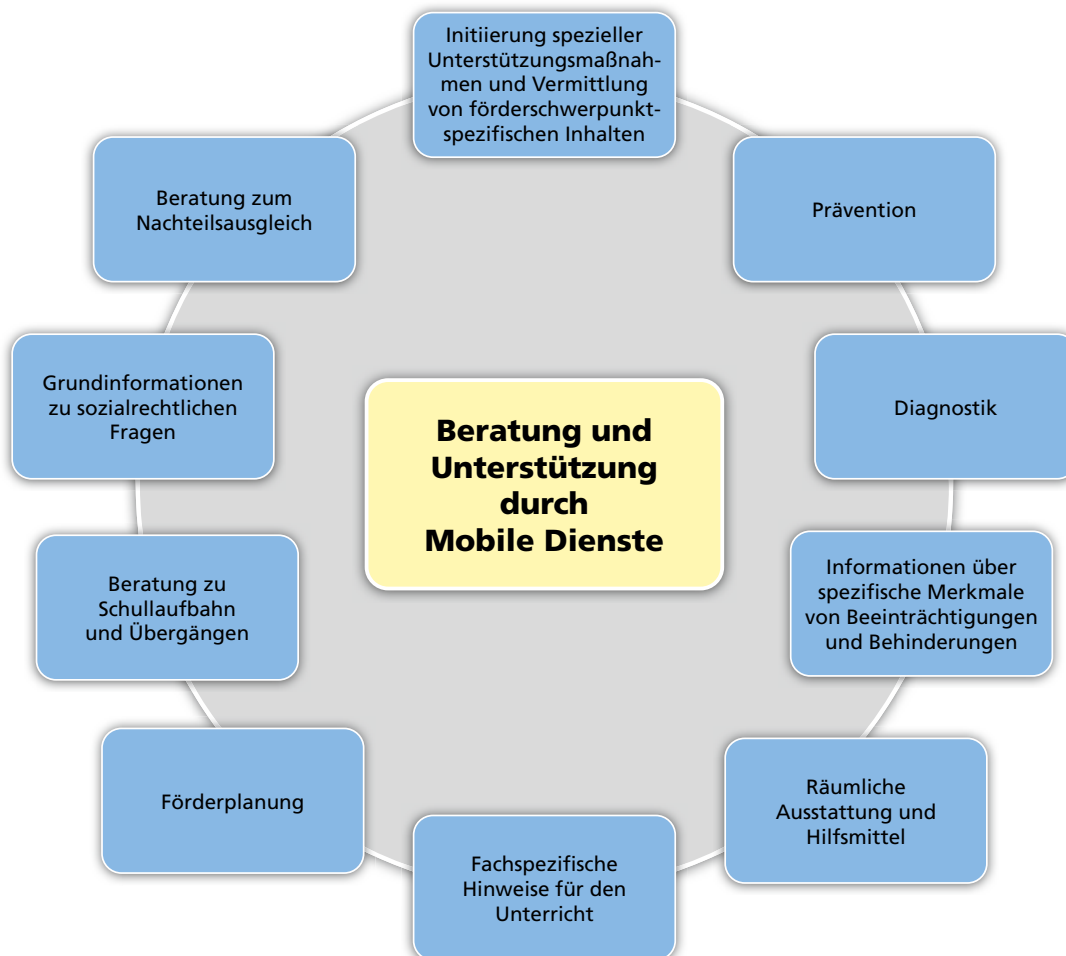 Initiierung spezieller
Unterstützungsmaßnah-
men und Vermittlung
von förderschwerpunkt-
spezifischen Inhalten
Prävention
Diagnostik
Informationen über
spezifische Merkmale
von Beeinträchtigungen
und Behinderungen
Räumliche
Ausstattung und
Hilfsmittel
Fachspezifische
Hinweise für den
Unterricht
Förderplanung
Beratung zu
Schullaufbahn
und Übergängen
Grundinformationen
zu sozialrechtlichen
Fragen
Beratung zum
Nachteilsausgleich
Beratung und
Unterstützung
durch
Mobile Dienste